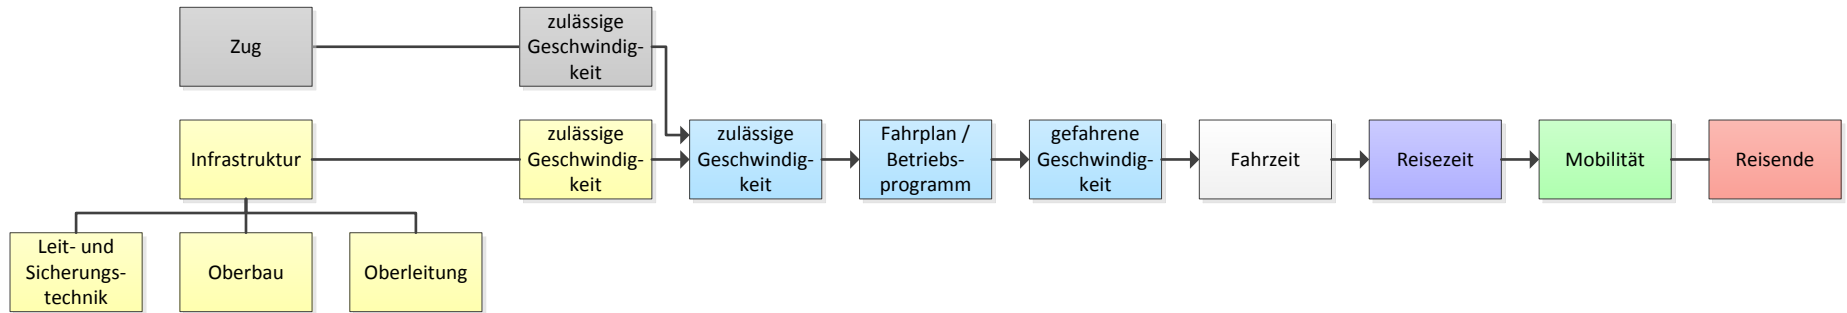 Zug
zulässige
Geschwindig-
keit
Infrastruktur
zulässige
Geschwindig-
keit
zulässige
Geschwindig-
keit
Fahrplan /
Betriebs-
programm
gefahrene
Geschwindig-
keit
Fahrzeit
Reisezeit
Mobilität
Reisende
Leit- und
Sicherungs-
technik
Oberbau
Oberleitung